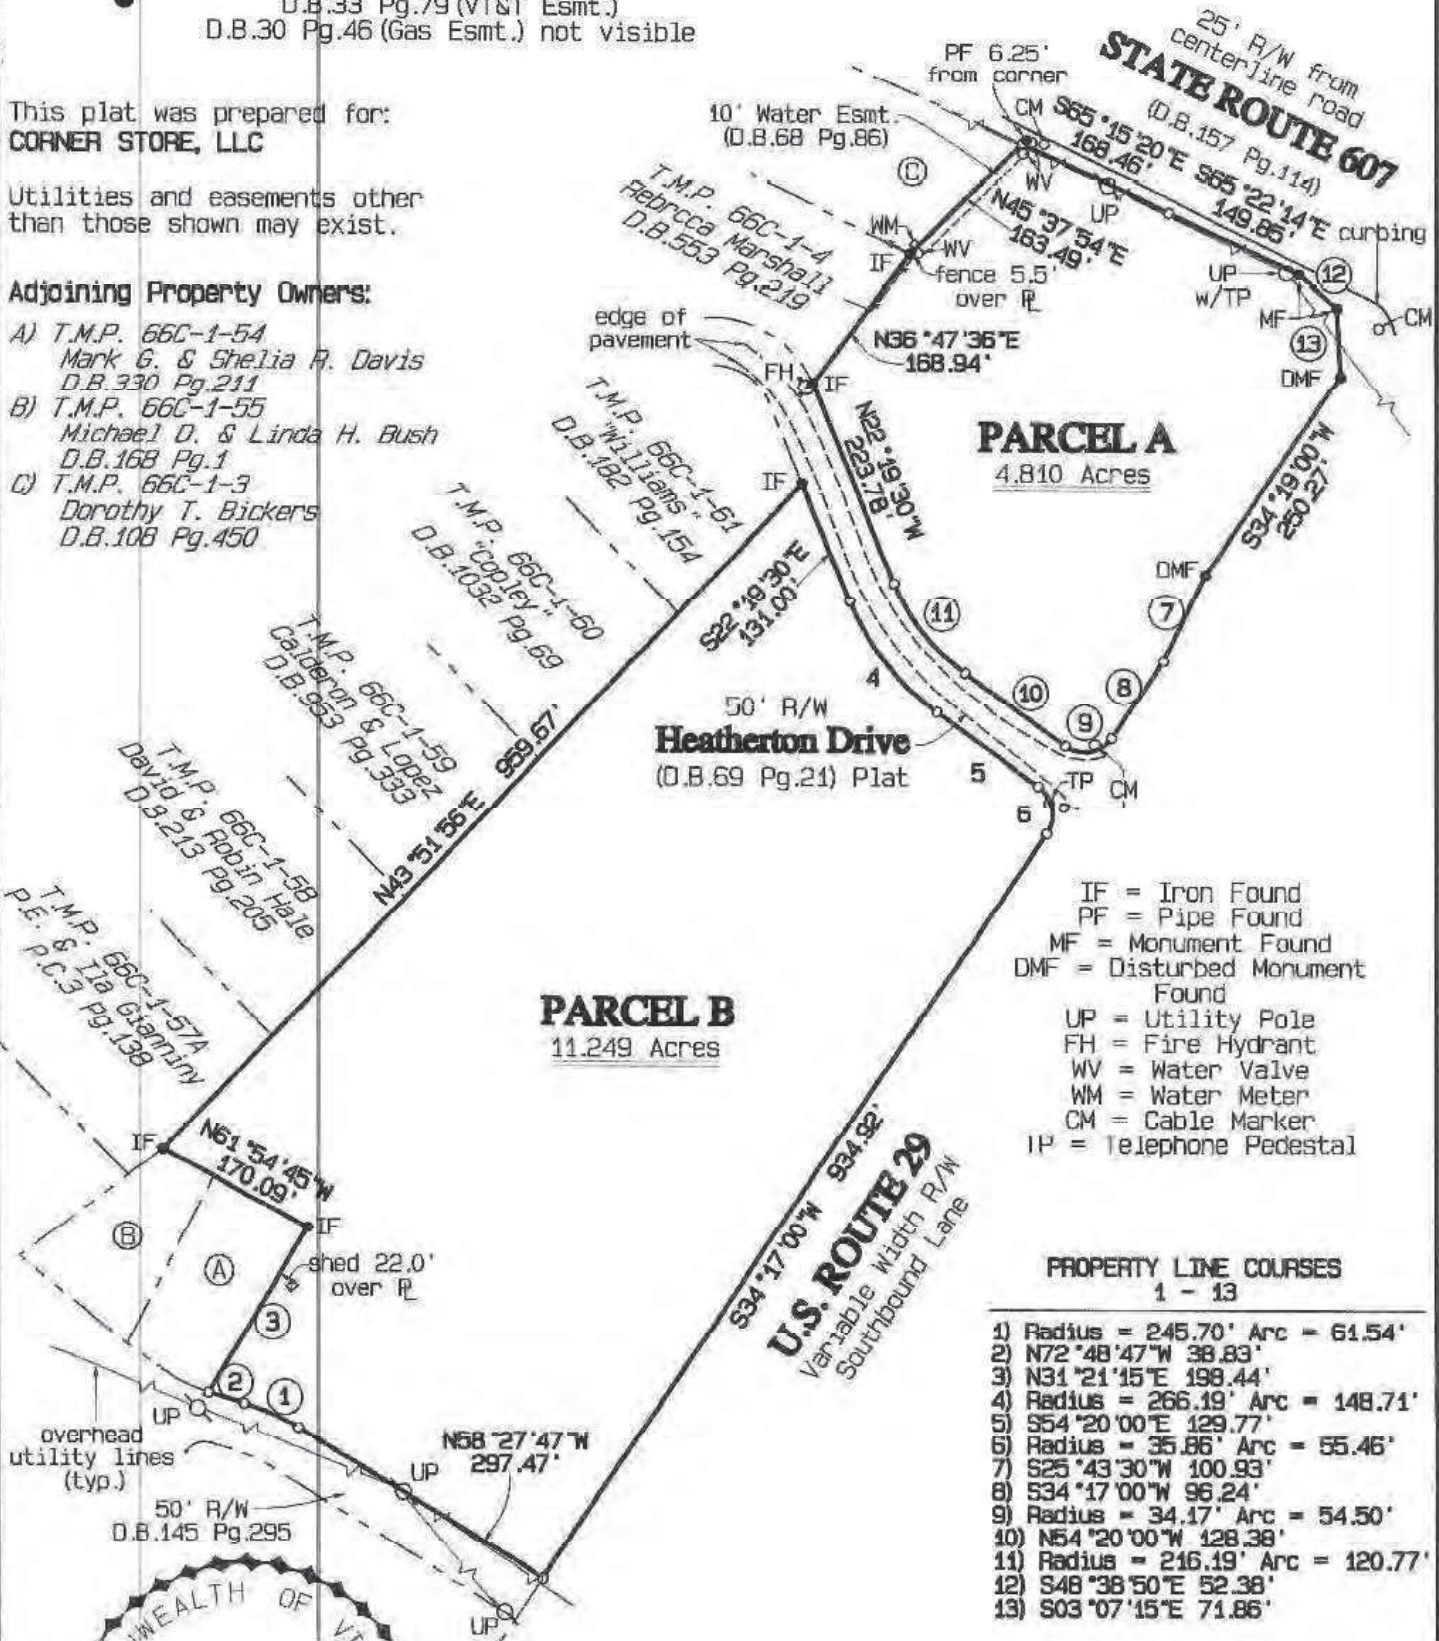 D.B.33 Pg.79 (VT&T Esmt.)
D.B.30 Pg.46 (Gas Esmt.) not visible
This plat was prepared for:
CORNER STORE, LLC
Utilities and easements other
than those shown may exist.
Adjoining Property Owners:
A) T.M.P. 66C-1-54
Mark G. & Shelia R. Davis
D.B.330 Pg.211
B) T.M.P. 66C-1-55
Michael D. & Linda H. Bush
D.B.168 Pg.1
C) T.M.P. 66C-1-3
Dorothy T. Bickers
D.B.108 Pg.450
25' R/W from
centerline road
STATE ROUTE 607
(D.B.157 Pg.114)
PF 6.25'
from corner
CM
S65°15'20"E
168.46'
S65°22'14"E
149.85'
curbing
10' Water Esmt.
(D.B.68 Pg.86)
C
WV
UP
N45°37'54"E
163.49'
T.M.P. 66C-1-4
Rebrcca Marshall
D.B.553 Pg.219
WM
WV
IF
fence 5.5'
over PL
UP
w/TP
12
MF
CM
13
DMF
edge of
pavement
N36°47'36"E
168.94'
FH
IF
PARCEL A
4.810 Acres
N22°19'30"W
223.78'
S34°19'00"W
250.27'
T.M.P. 66C-1-61
"Williams"
D.B.182 Pg.154
IF
T.M.P. 66C-1-60
"Copley"
D.B.1032 Pg.69
S22°19'30"E
131.00'
DMF
7
11
T.M.P. 66C-1-59
Calderon & Lopez
D.B.953 Pg.333
4
10
8
9
50' R/W
Heatherton Drive
(D.B.69 Pg.21) Plat
5
TP
CM
6
N43°51'56"E
959.67'
T.M.P. 66C-1-58
David & Robin Hale
D.B.213 Pg.205
T.M.P. 66C-1-57A
P.E. & Ila Gianniny
P.C.3 Pg.138
IF = Iron Found
PF = Pipe Found
MF = Monument Found
DMF = Disturbed Monument
Found
UP = Utility Pole
FH = Fire Hydrant
WV = Water Valve
WM = Water Meter
CM = Cable Marker
TP = Telephone Pedestal
PARCEL B
11.249 Acres
IF
N61°54'45"W
170.09'
IF
B
A
shed 22.0'
over PL
3
S34°17'00"W
934.92'
U.S. ROUTE 29
Variable Width R/W
Southbound Lane
2
1
UP
overhead
utility lines
(typ.)
N58°27'47"W
297.47'
UP
50' R/W
D.B.145 Pg.295
UP
PROPERTY LINE COURSES
1 - 13
1) Radius = 245.70' Arc = 61.54'
2) N72°48'47"W 38.83'
3) N31°21'15"E 198.44'
4) Radius = 266.19' Arc = 148.71'
5) S54°20'00"E 129.77'
6) Radius = 35.86' Arc = 55.46'
7) S25°43'30"W 100.93'
8) S34°17'00"W 96.24'
9) Radius = 34.17' Arc = 54.50'
10) N54°20'00"W 128.38'
11) Radius = 216.19' Arc = 120.77'
12) S48°38'50"E 52.38'
13) S03°07'15"E 71.86'
WEALTH OF VI